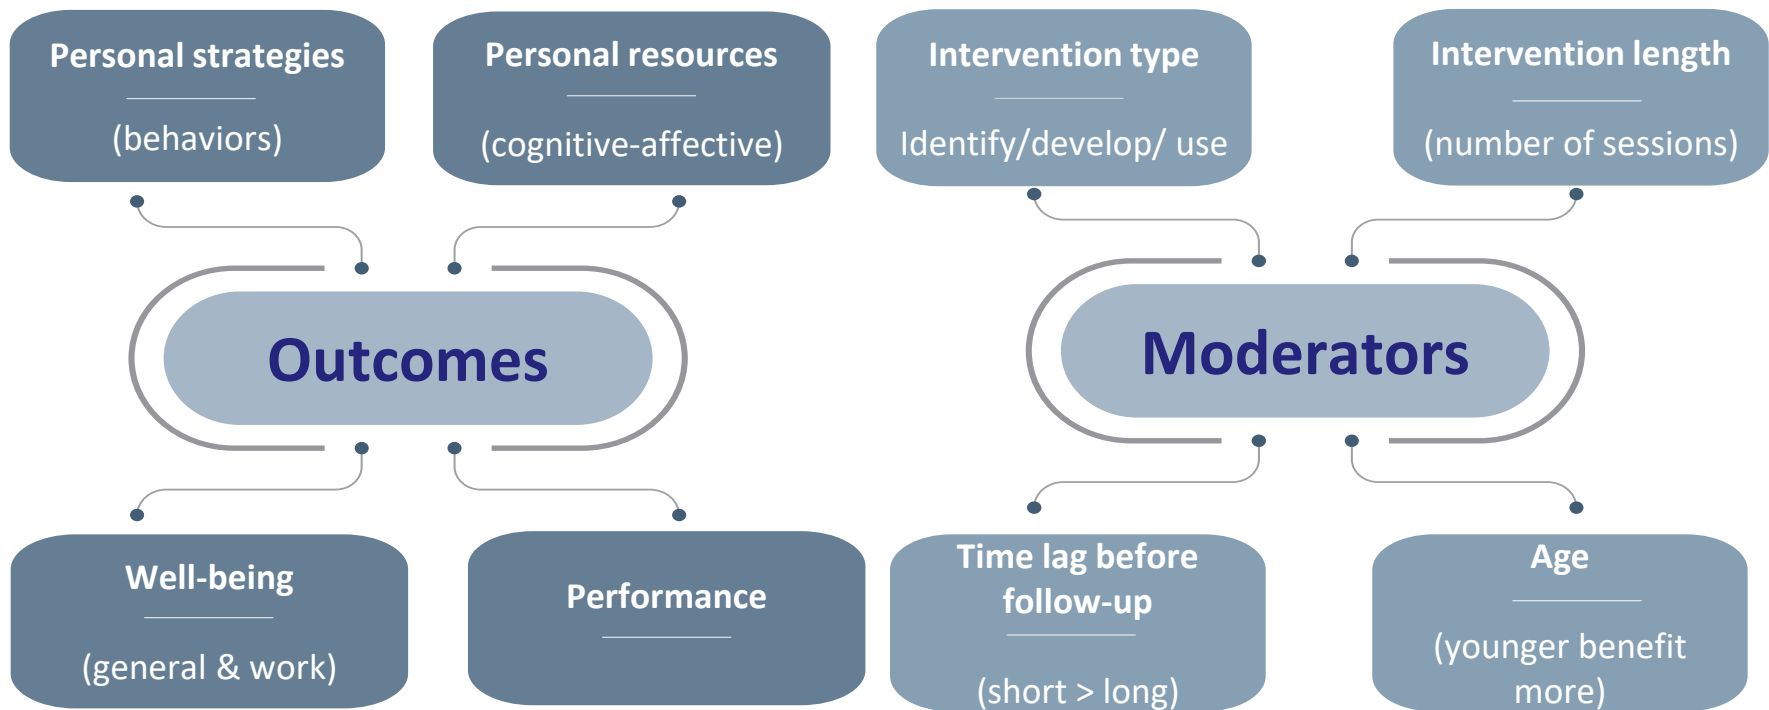 Personal strategies
(behaviors)
Personal resources
(cognitive-affective)
Outcomes
Well-being
(general & work)
Performance
Intervention type
Identify/develop/ use
Intervention length
(number of sessions)
Moderators
Time lag before
follow-up
(short > long)
Age
(younger benefit
more)